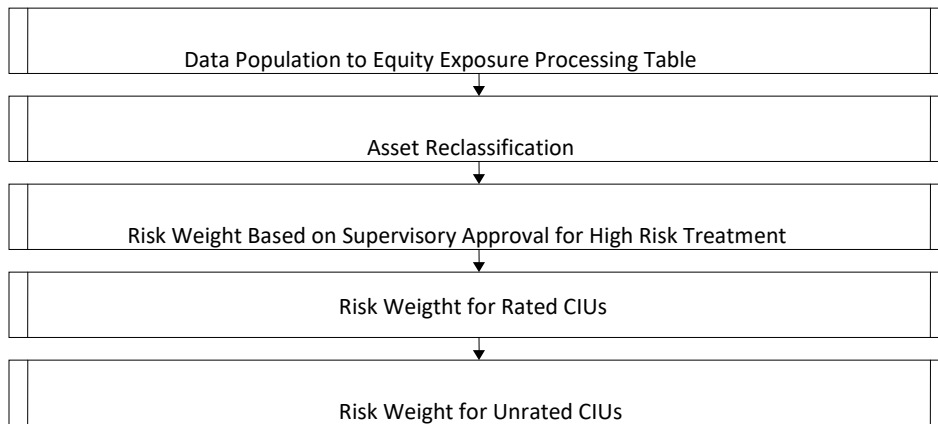 Data Population to Equity Exposure Processing Table
Asset Reclassification
Risk Weight Based on Supervisory Approval for High Risk Treatment
Risk Weigtht for Rated CIUs
Risk Weight for Unrated CIUs